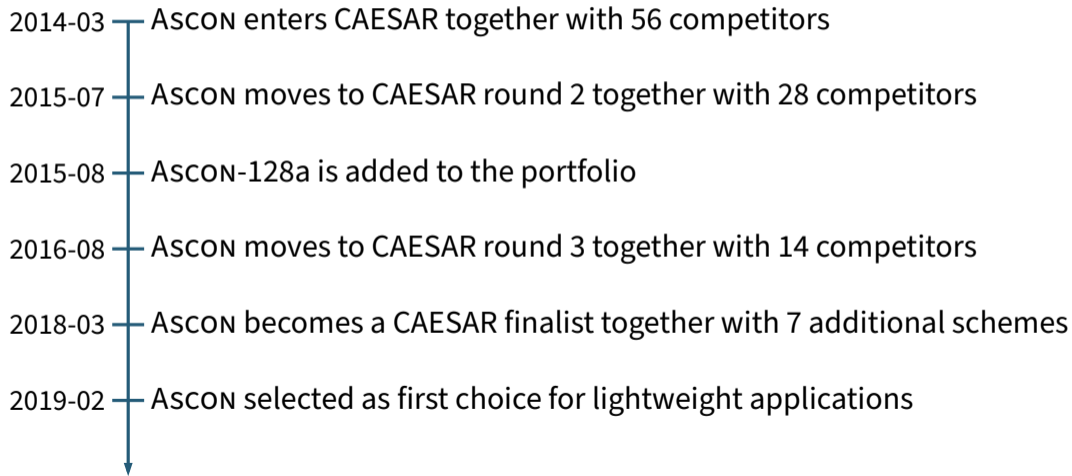 2014-03 Ascon enters CAESAR together with 56 competitors
2015-07 Ascon moves to CAESAR round 2 together with 28 competitors
2015-08 Ascon-128a is added to the portfolio
2016-08 Ascon moves to CAESAR round 3 together with 14 competitors
2018-03 Ascon becomes a CAESAR finalist together with 7 additional schemes
2019-02 Ascon selected as first choice for lightweight applications